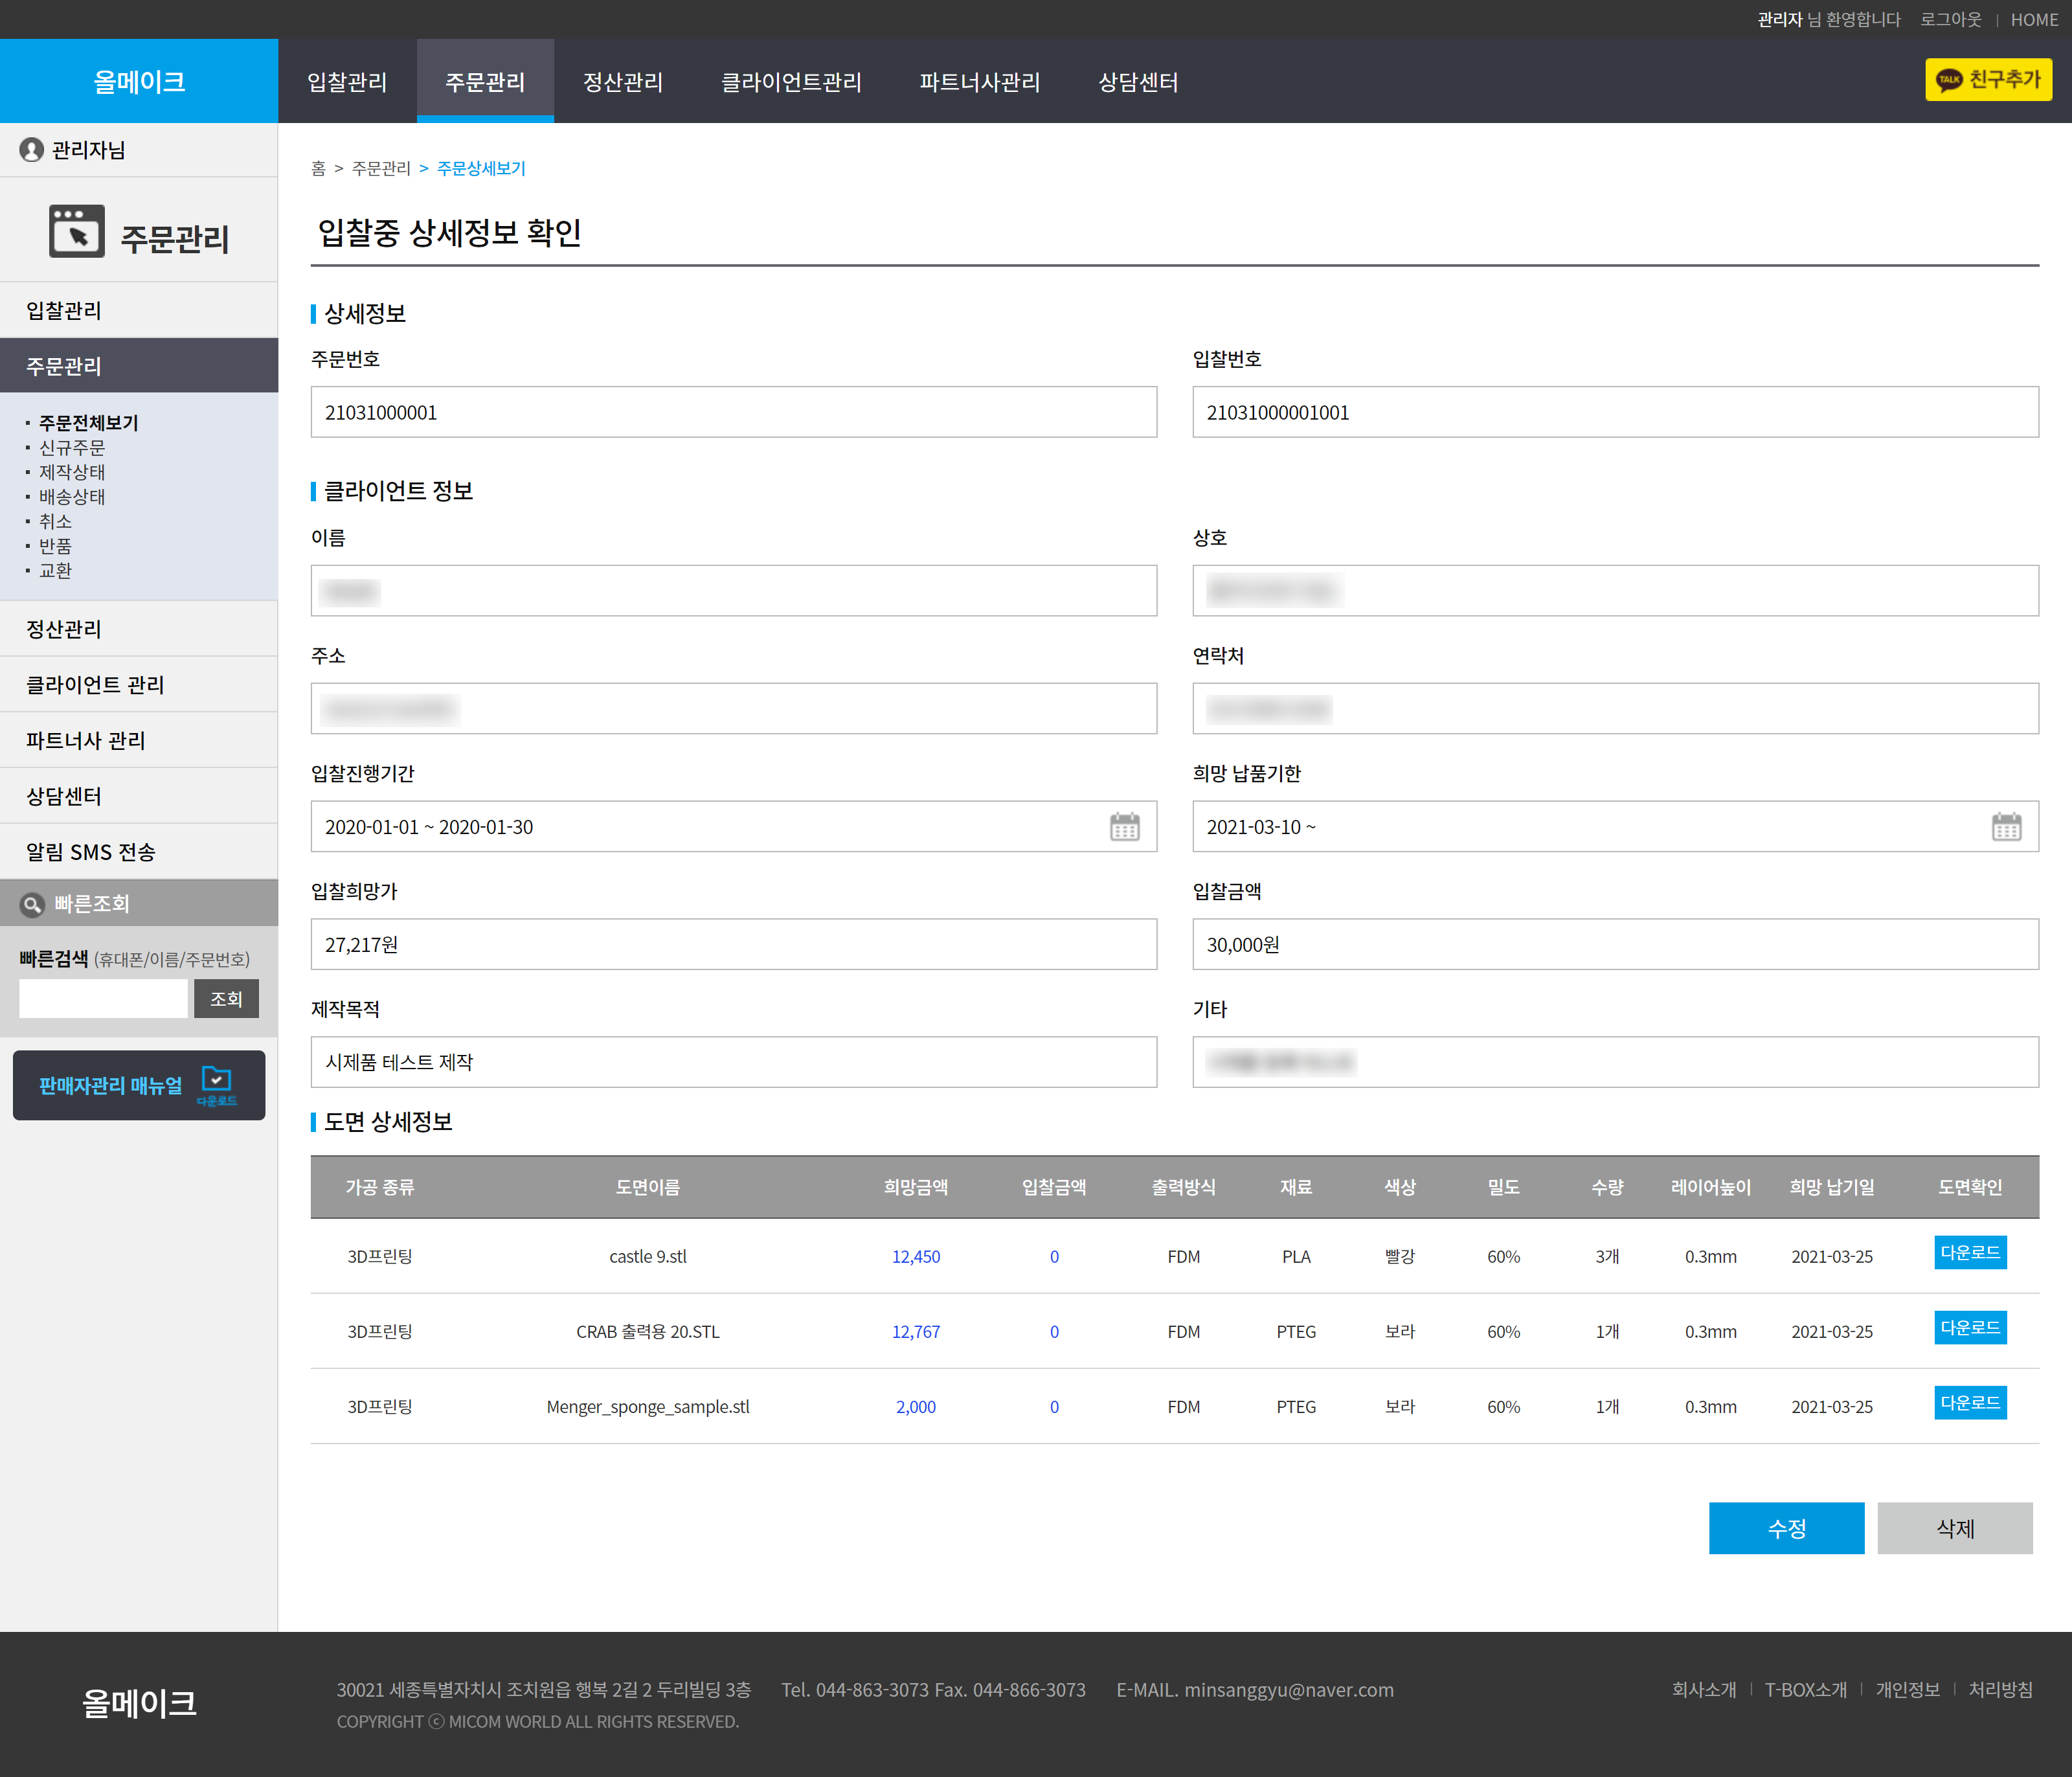 관리자 님 환영합니다 로그아웃 | HOME
올메이크 입찰관리 주문관리 정산관리 클라이언트관리 파트너사관리 상담센터 TALK 친구추가
관리자님
주문관리
입찰관리
주문관리
주문전체보기
신규주문
제작상태
배송상태
취소
반품
교환
정산관리
클라이언트 관리
파트너사 관리
상담센터
알림 SMS 전송
빠른조회
빠른검색 (휴대폰/이름/주문번호)
조회
판매자관리 매뉴얼 다운로드
홈 > 주문관리 > 주문상세보기
입찰중 상세정보 확인
상세정보
주문번호 입찰번호
21031000001 21031000001001
클라이언트 정보
이름 상호
주소 연락처
입찰진행기간 희망 납품기한
2020-01-01 ~ 2020-01-30 2021-03-10 ~
입찰희망가 입찰금액
27,217원 30,000원
제작목적 기타
시제품 테스트 제작
도면 상세정보
가공 종류 도면이름 희망금액 입찰금액 출력방식 재료 색상 밀도 수량 레이어높이 희망 납기일 도면확인
3D프린팅 castle 9.stl 12,450 0 FDM PLA 빨강 60% 3개 0.3mm 2021-03-25 다운로드
3D프린팅 CRAB 출력용 20.STL 12,767 0 FDM PTEG 보라 60% 1개 0.3mm 2021-03-25 다운로드
3D프린팅 Menger_sponge_sample.stl 2,000 0 FDM PTEG 보라 60% 1개 0.3mm 2021-03-25 다운로드
수정 삭제
올메이크
30021 세종특별자치시 조치원읍 행복 2길 2 두리빌딩 3층 Tel. 044-863-3073 Fax. 044-866-3073 E-MAIL. minsanggyu@naver.com
COPYRIGHT ⓒ MICOM WORLD ALL RIGHTS RESERVED.
회사소개 | T-BOX소개 | 개인정보 | 처리방침